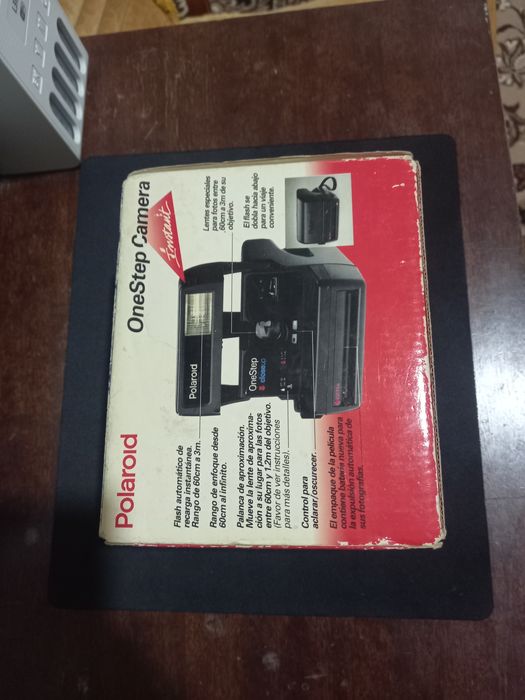 Polaroid
OneStep Camera
Instant
Lentes especiales
para fotos entre
60cm a 3m de su
objetivo.
El flash se
dobla hacia abajo
para un viaje
conveniente.
Polaroid
OneStep
close-up
Flash automático de
recarga instantánea.
Rango de 60cm a 3m.
Rango de enfoque desde
60cm al infinito.
Palanca de aproximación.
Mueve la lente de aproxima-
ción a su lugar para las fotos
entre 60cm y 1.2m del objetivo.
(Favor de ver instrucciones
para más detalles).
Control para
aclarar/oscurecer.
El empaque de la película
contiene batería nueva para
la expulsión automática de
sus fotografías.